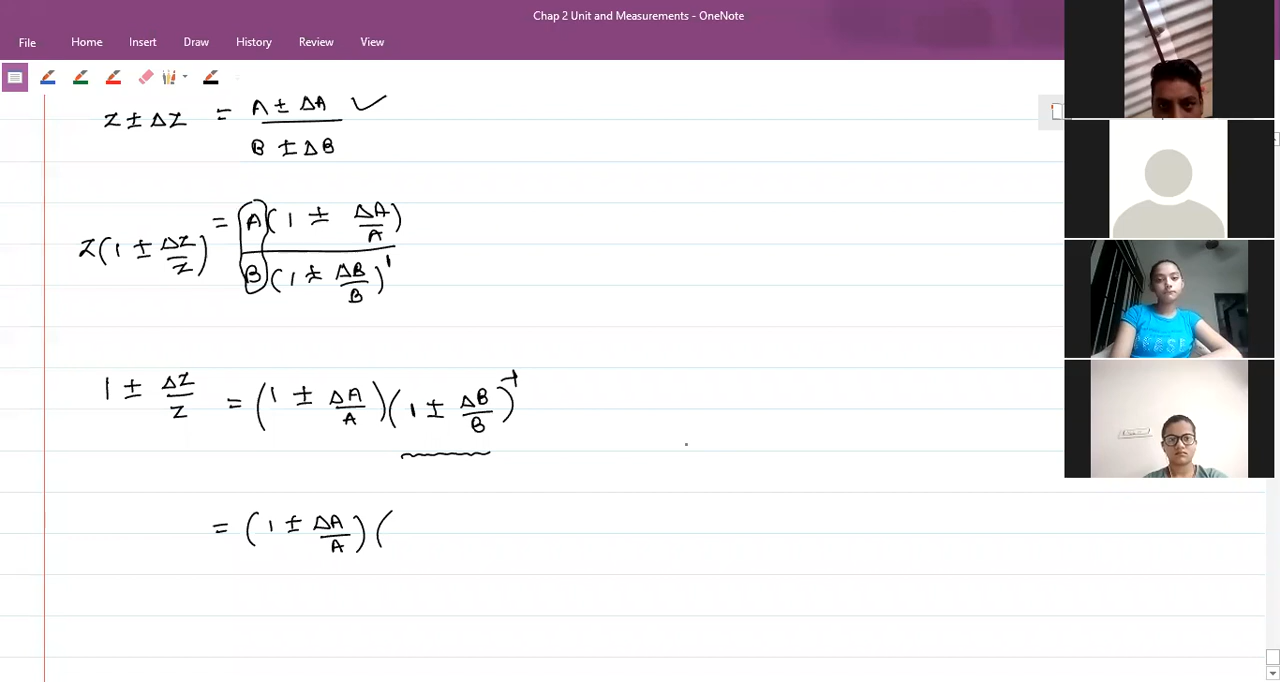 Chap 2 Unit and Measurements - OneNote
File Home Insert Draw History Review View
Z ± ΔZ = A ± ΔA / B ± ΔB ✓
Z(1 ± ΔZ/Z) = A(1 ± ΔA/A) / B(1 ± ΔB/B)¹
1 ± ΔZ/Z = (1 ± ΔA/A)(1 ± ΔB/B)⁻¹
= (1 ± ΔA/A)(